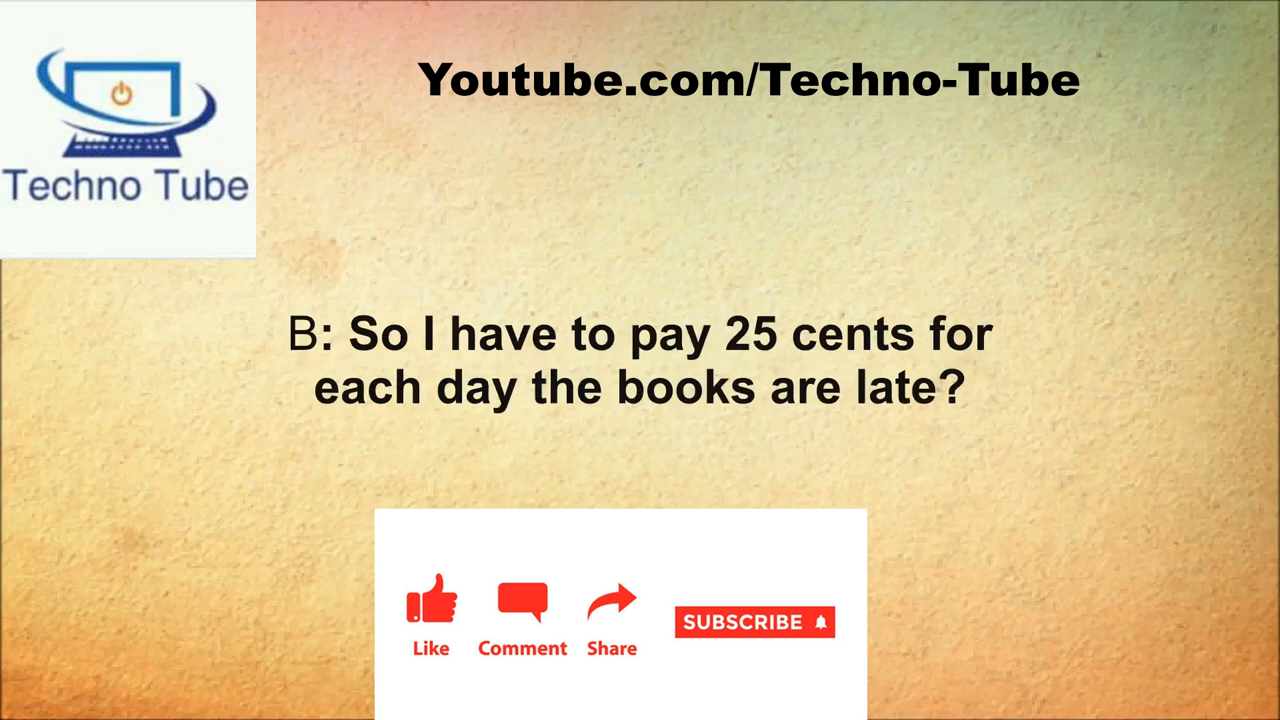 Youtube.com/Techno-Tube
Techno Tube
B: So I have to pay 25 cents for
each day the books are late?
Like Comment Share
SUBSCRIBE